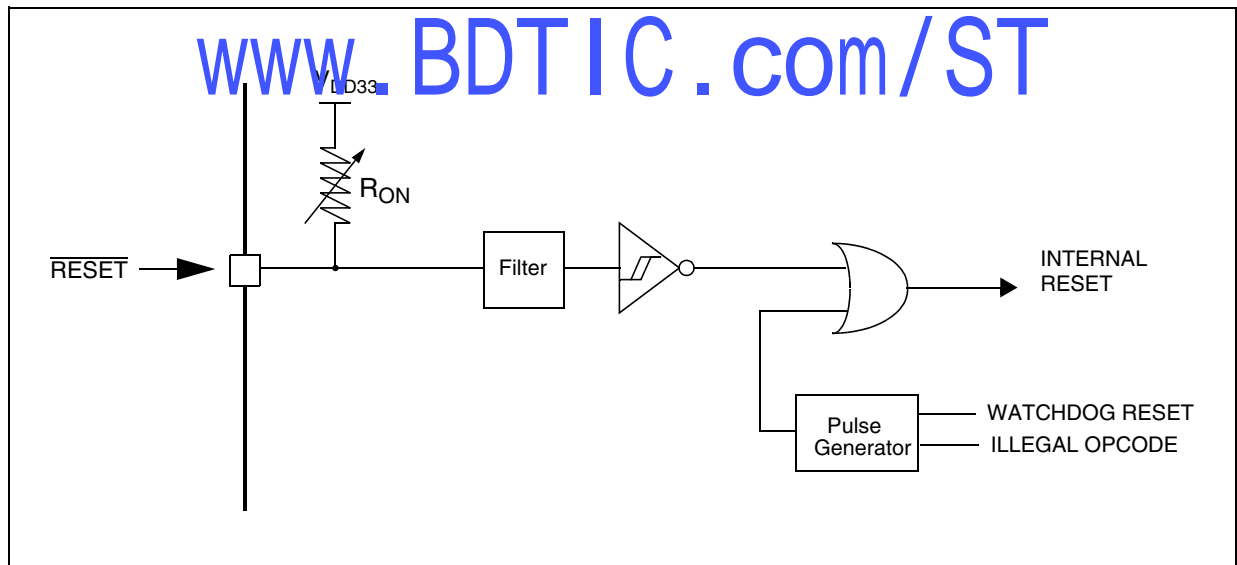 www.BDTIC.com/ST
VDD33
RON
RESET
Filter
INTERNAL
RESET
WATCHDOG RESET
Pulse
Generator
ILLEGAL OPCODE